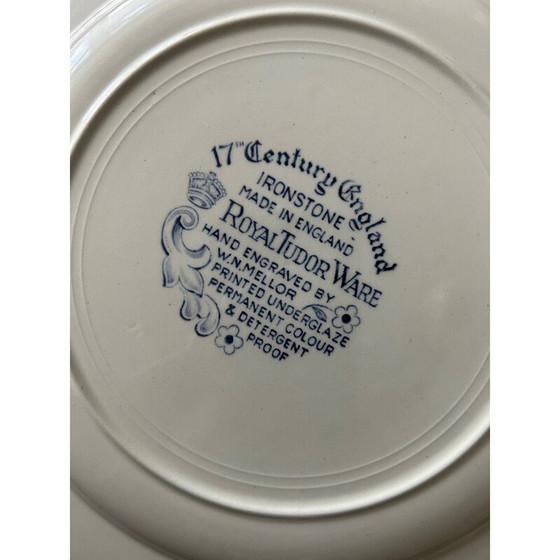 17TH Century England
IRONSTONE
MADE IN ENGLAND
ROYAL TUDOR WARE
HAND ENGRAVED BY
W.N.MELLOR
PRINTED UNDERGLAZE
PERMANENT COLOUR
& DETERGENT
PROOF